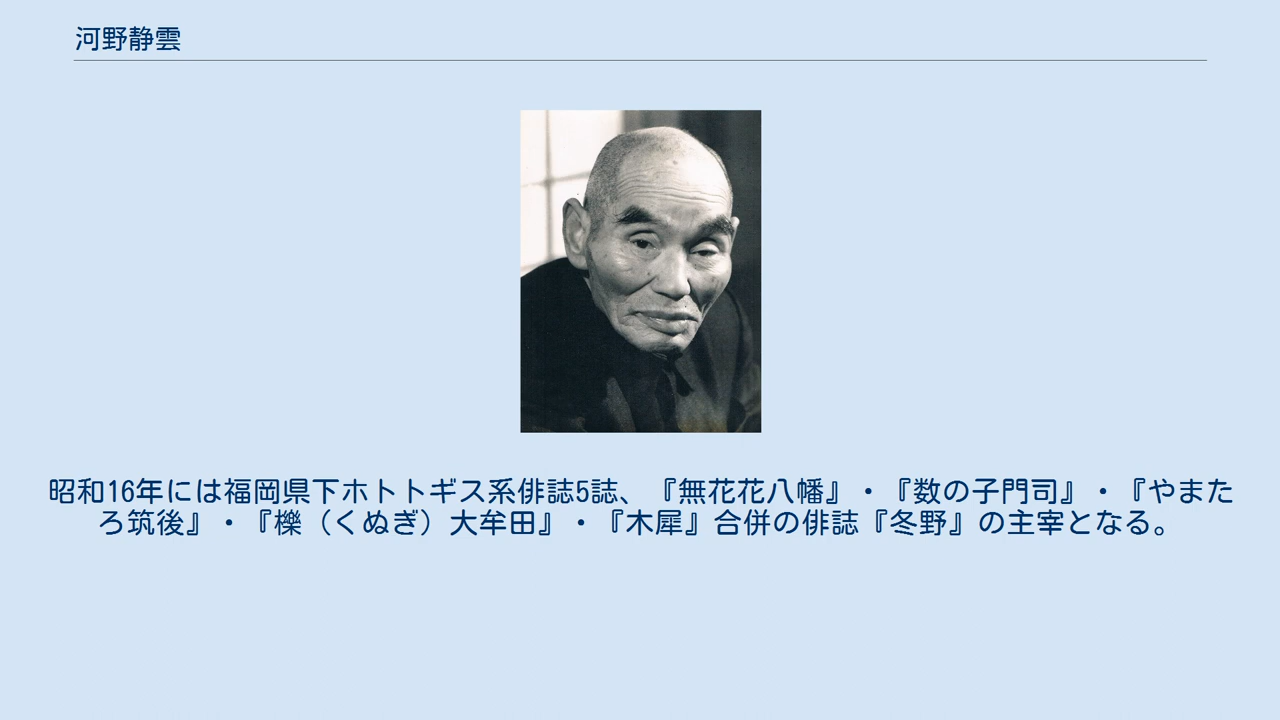 河野静雲
昭和16年には福岡県下ホトトギス系俳誌5誌、『無花花八幡』・『数の子門司』・『やまた
ろ筑後』・『櫟（くぬぎ）大牟田』・『木犀』合併の俳誌『冬野』の主宰となる。